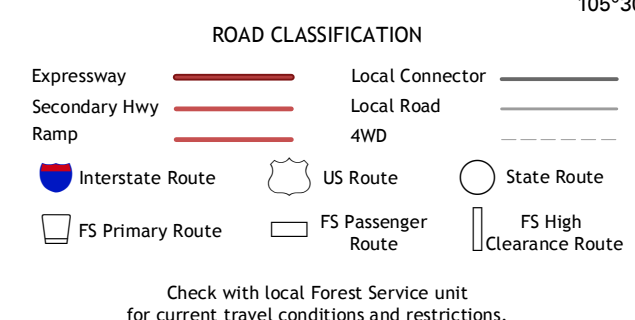 105°30
ROAD CLASSIFICATION
Expressway
Local Connector
Secondary Hwy
Local Road
Ramp
4WD
Interstate Route
US Route
State Route
FS Primary Route
FS Passenger
Route
FS High
Clearance Route
Check with local Forest Service unit
for current travel conditions and restrictions.